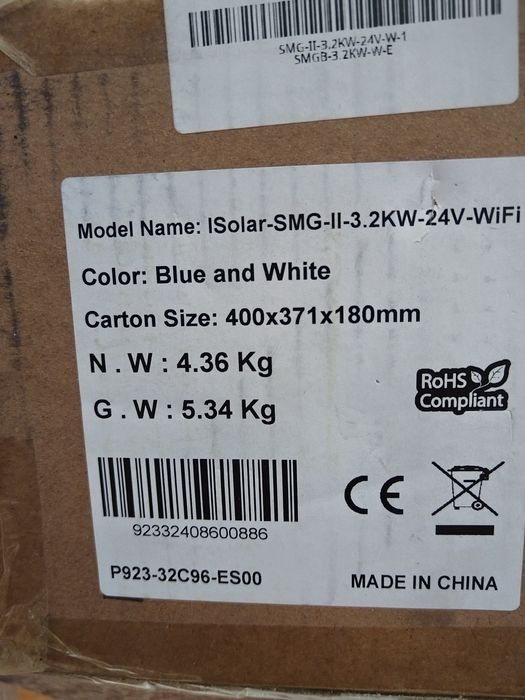 SMG-II-3.2KW-24V-W-1
SMGB-3.2KW-W-E
Model Name: ISolar-SMG-II-3.2KW-24V-WiFi
Color: Blue and White
Carton Size: 400x371x180mm
N . W : 4.36 Kg
G . W : 5.34 Kg
RoHS
Compliant
CE
92332408600886
P923-32C96-ES00
MADE IN CHINA